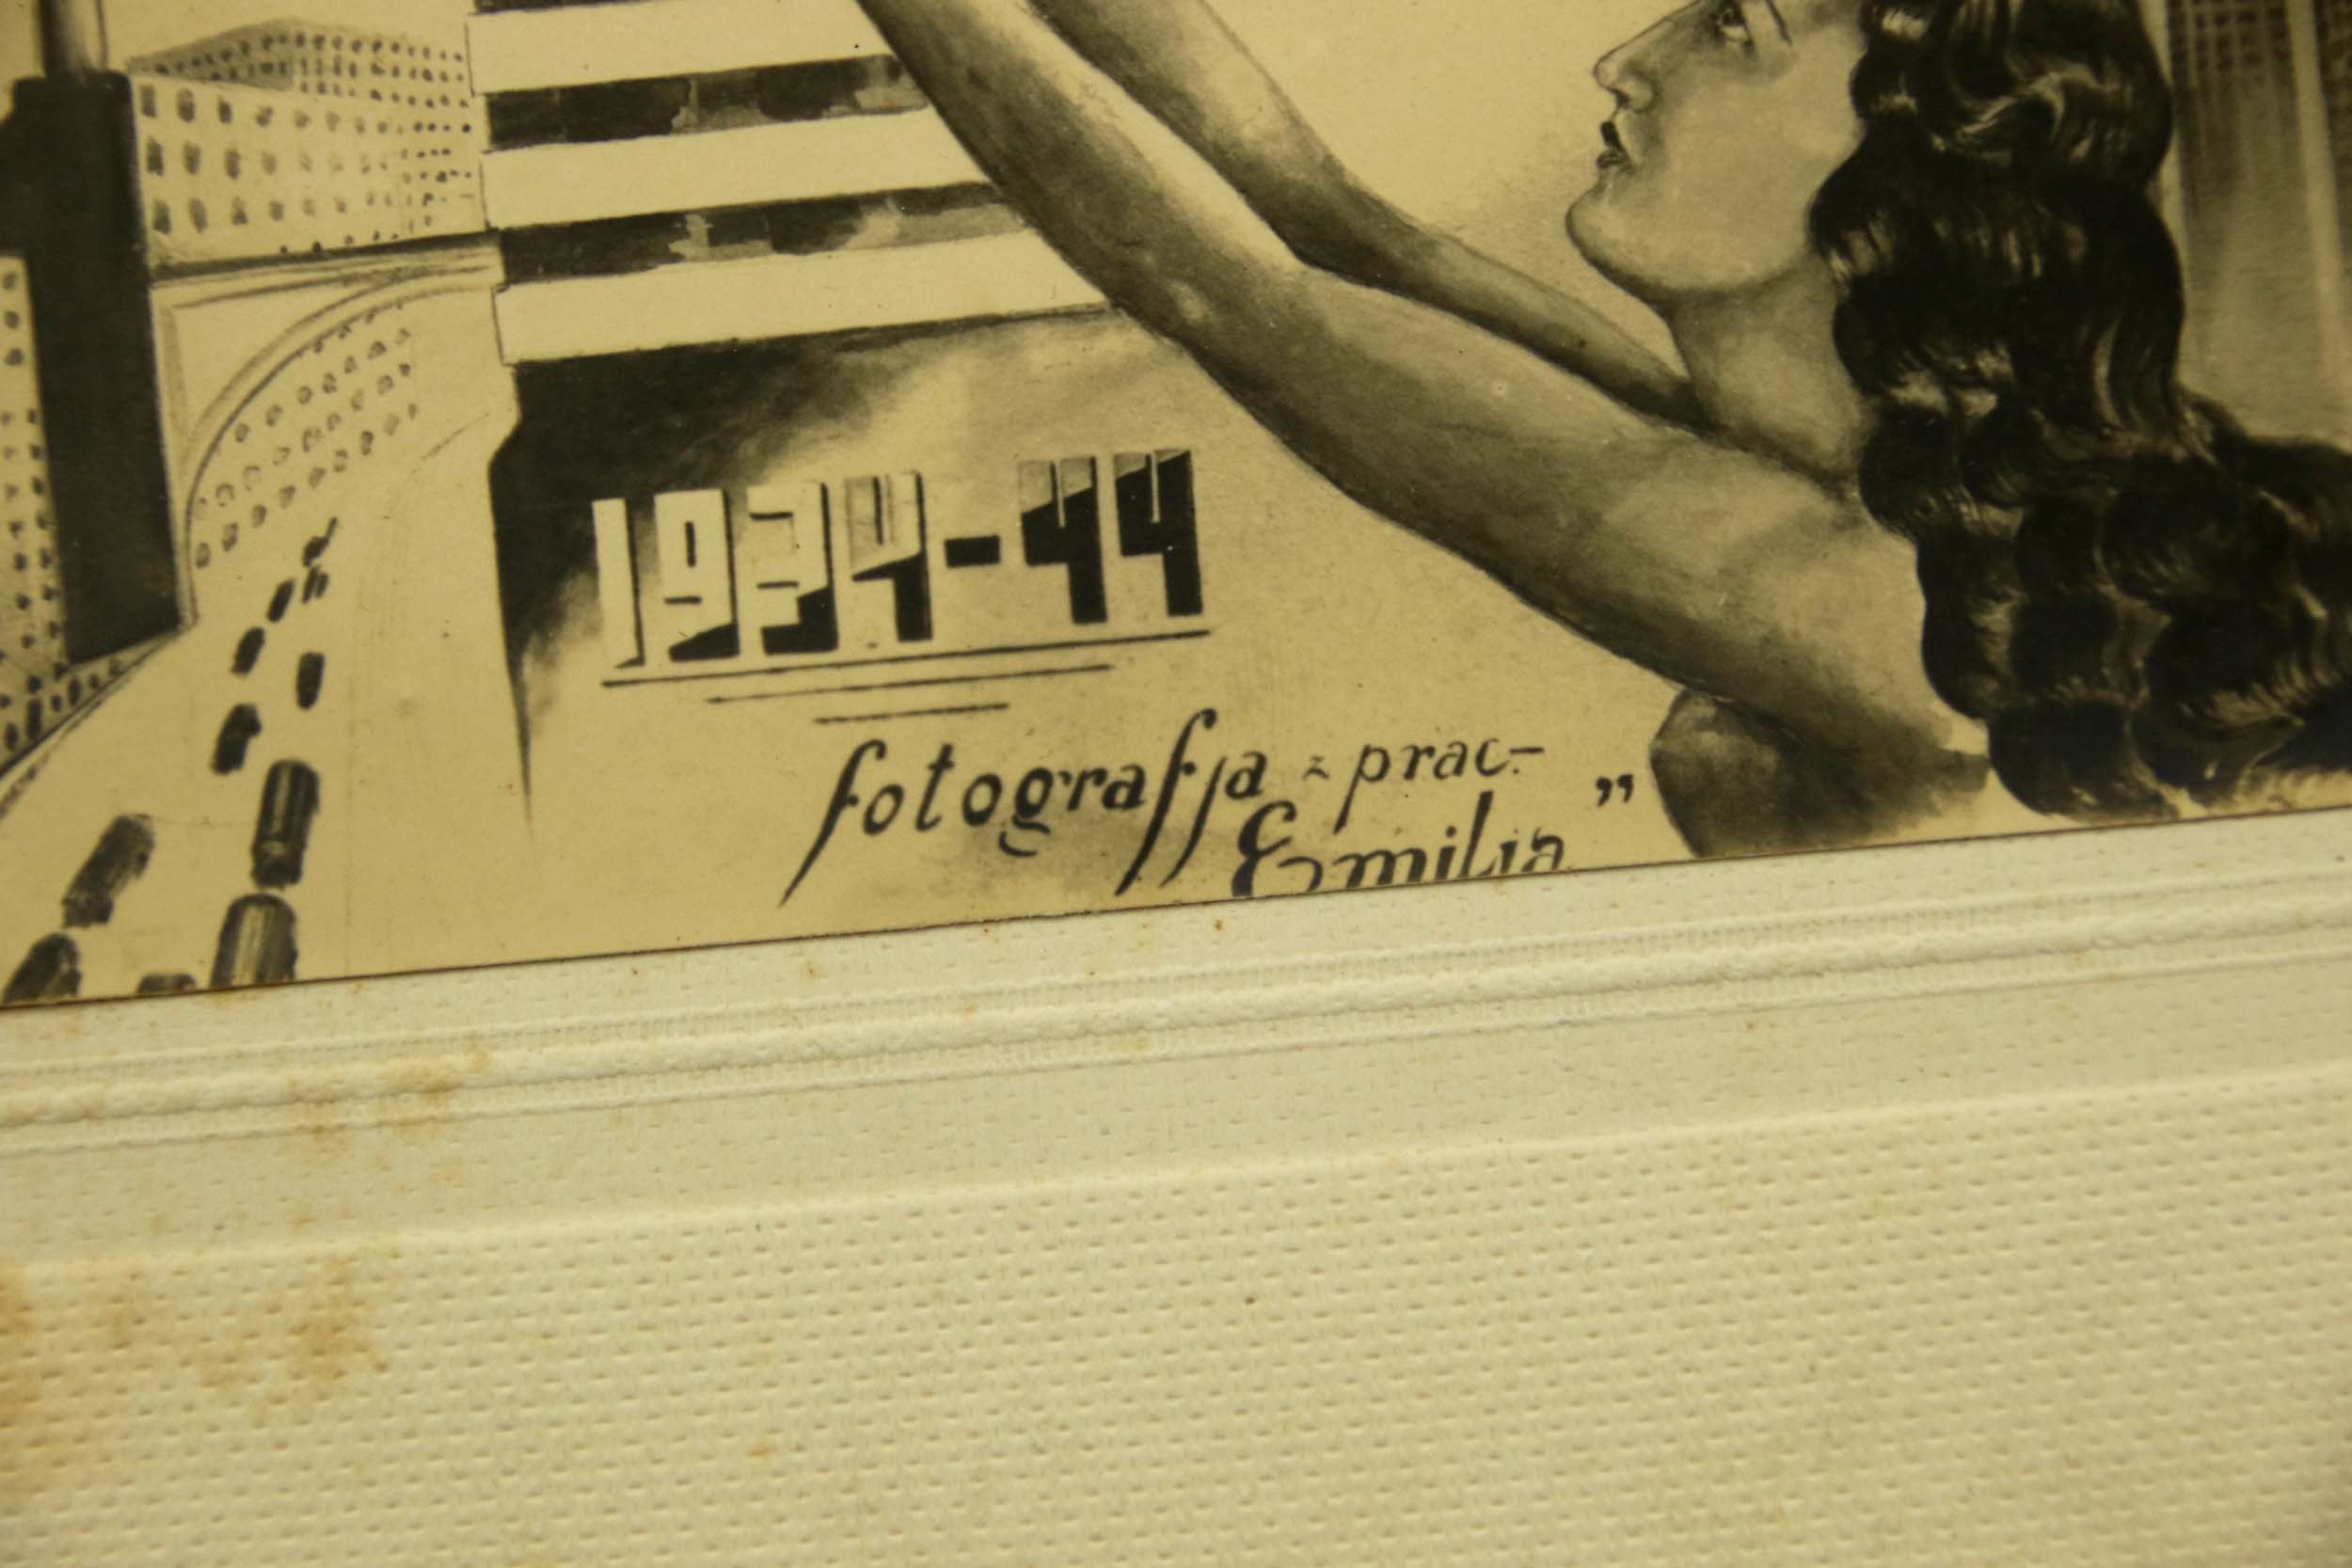 1934-44
fotografja z prac-
Emilia”